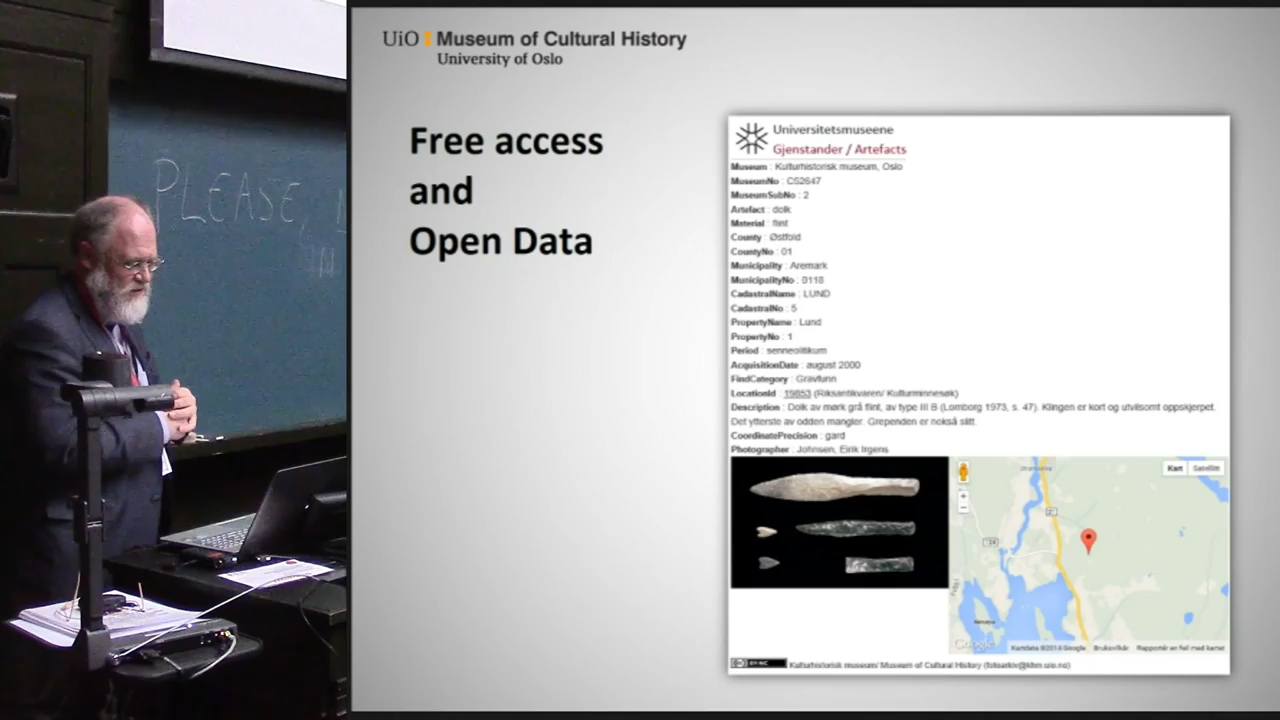 PLEASE,
UiO Museum of Cultural History
University of Oslo
Free access
and
Open Data
Universitetsmuseene
Gjenstander / Artefacts
Museum : Kulturhistorisk museum, Oslo
MuseumNo : C52647
MuseumSubNo : 2
Artefact : dolk
Material : flint
County : Østfold
CountyNo : 01
Municipality : Aremark
MunicipalityNo : 0118
CadastralName : LUND
CadastralNo : 5
PropertyName : Lund
PropertyNo : 1
Period : senneolitikum
AcquisitionDate : august 2000
FindCategory : Gravfunn
LocationId : 19853 (Riksantikvaren/ Kulturminnesøk)
Description : Dolk av mørk grå flint, av type III B (Lomborg 1973, s. 47). Klingen er kort og utvilsomt oppskjerpet.
Det ytterste av odden mangler. Grependen er nokså slitt.
CoordinatePrecision : gard
Photographer : Johnsen, Eirik Irgens
Kart Satellitt
Google
Kartdata ©2014 Google Bruksvilkår Rapportér en feil med kartet
CC BY-NC Kulturhistorisk museum/ Museum of Cultural History (fotoarkiv@khm.uio.no)